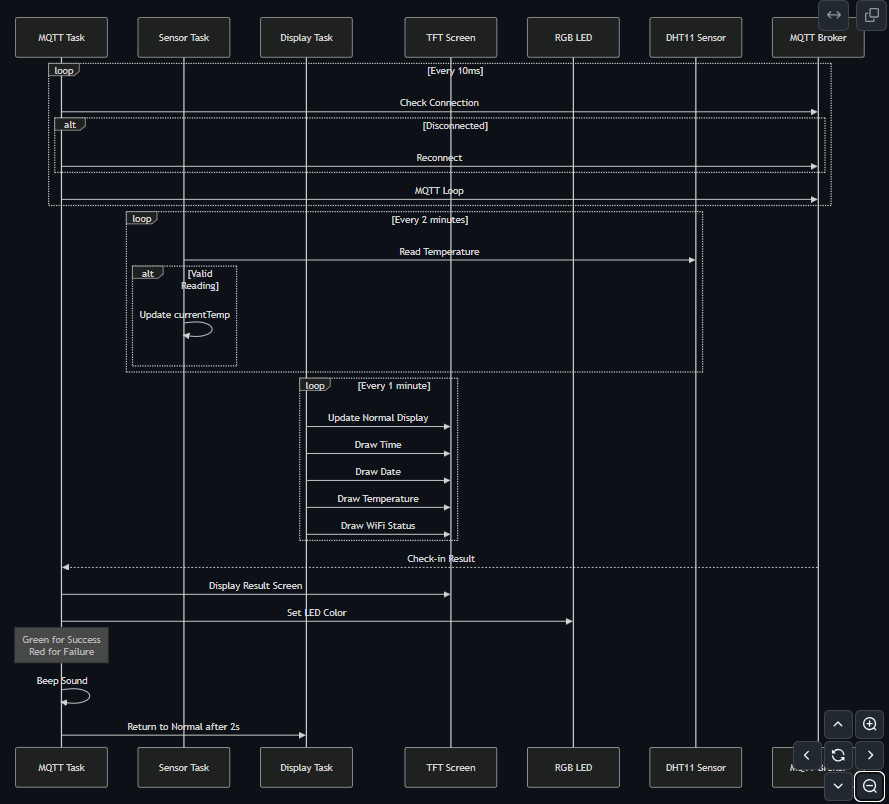 MQTT Task
Sensor Task
Display Task
TFT Screen
RGB LED
DHT11 Sensor
MQTT Broker
loop
[Every 10ms]
Check Connection
alt
[Disconnected]
Reconnect
MQTT Loop
loop
[Every 2 minutes]
Read Temperature
alt
[Valid
Reading]
Update currentTemp
loop
[Every 1 minute]
Update Normal Display
Draw Time
Draw Date
Draw Temperature
Draw WiFi Status
Check-in Result
Display Result Screen
Set LED Color
Green for Success
Red for Failure
Beep Sound
Return to Normal after 2s
MQTT Task
Sensor Task
Display Task
TFT Screen
RGB LED
DHT11 Sensor
MQTT Broker